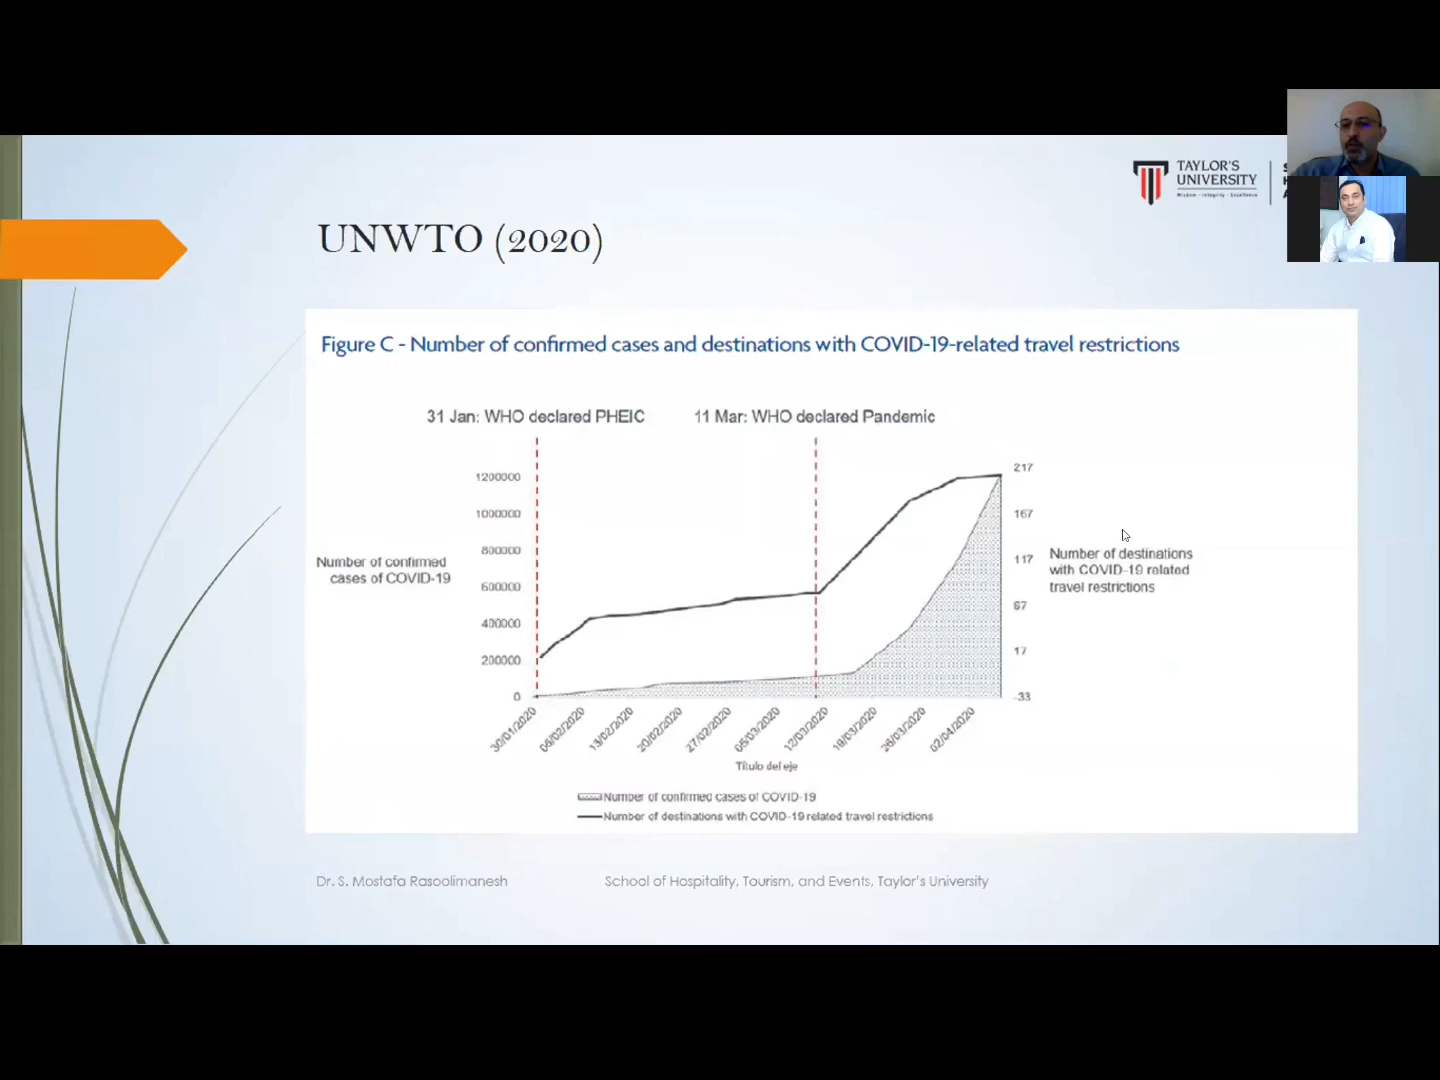 TAYLOR'S
UNIVERSITY
Wisdom · Integrity · Excellence
UNWTO (2020)
Figure C - Number of confirmed cases and destinations with COVID-19-related travel restrictions
31 Jan: WHO declared PHEIC
11 Mar: WHO declared Pandemic
1200000
1000000
800000
600000
400000
200000
0
Number of confirmed
cases of COVID-19
217
167
117
67
17
-33
Number of destinations
with COVID-19 related
travel restrictions
30/01/2020
06/02/2020
13/02/2020
20/02/2020
27/02/2020
05/03/2020
12/03/2020
19/03/2020
26/03/2020
02/04/2020
Título del eje
Number of confirmed cases of COVID-19
Number of destinations with COVID-19 related travel restrictions
Dr. S. Mostafa Rasoolimanesh
School of Hospitality, Tourism, and Events, Taylor's University